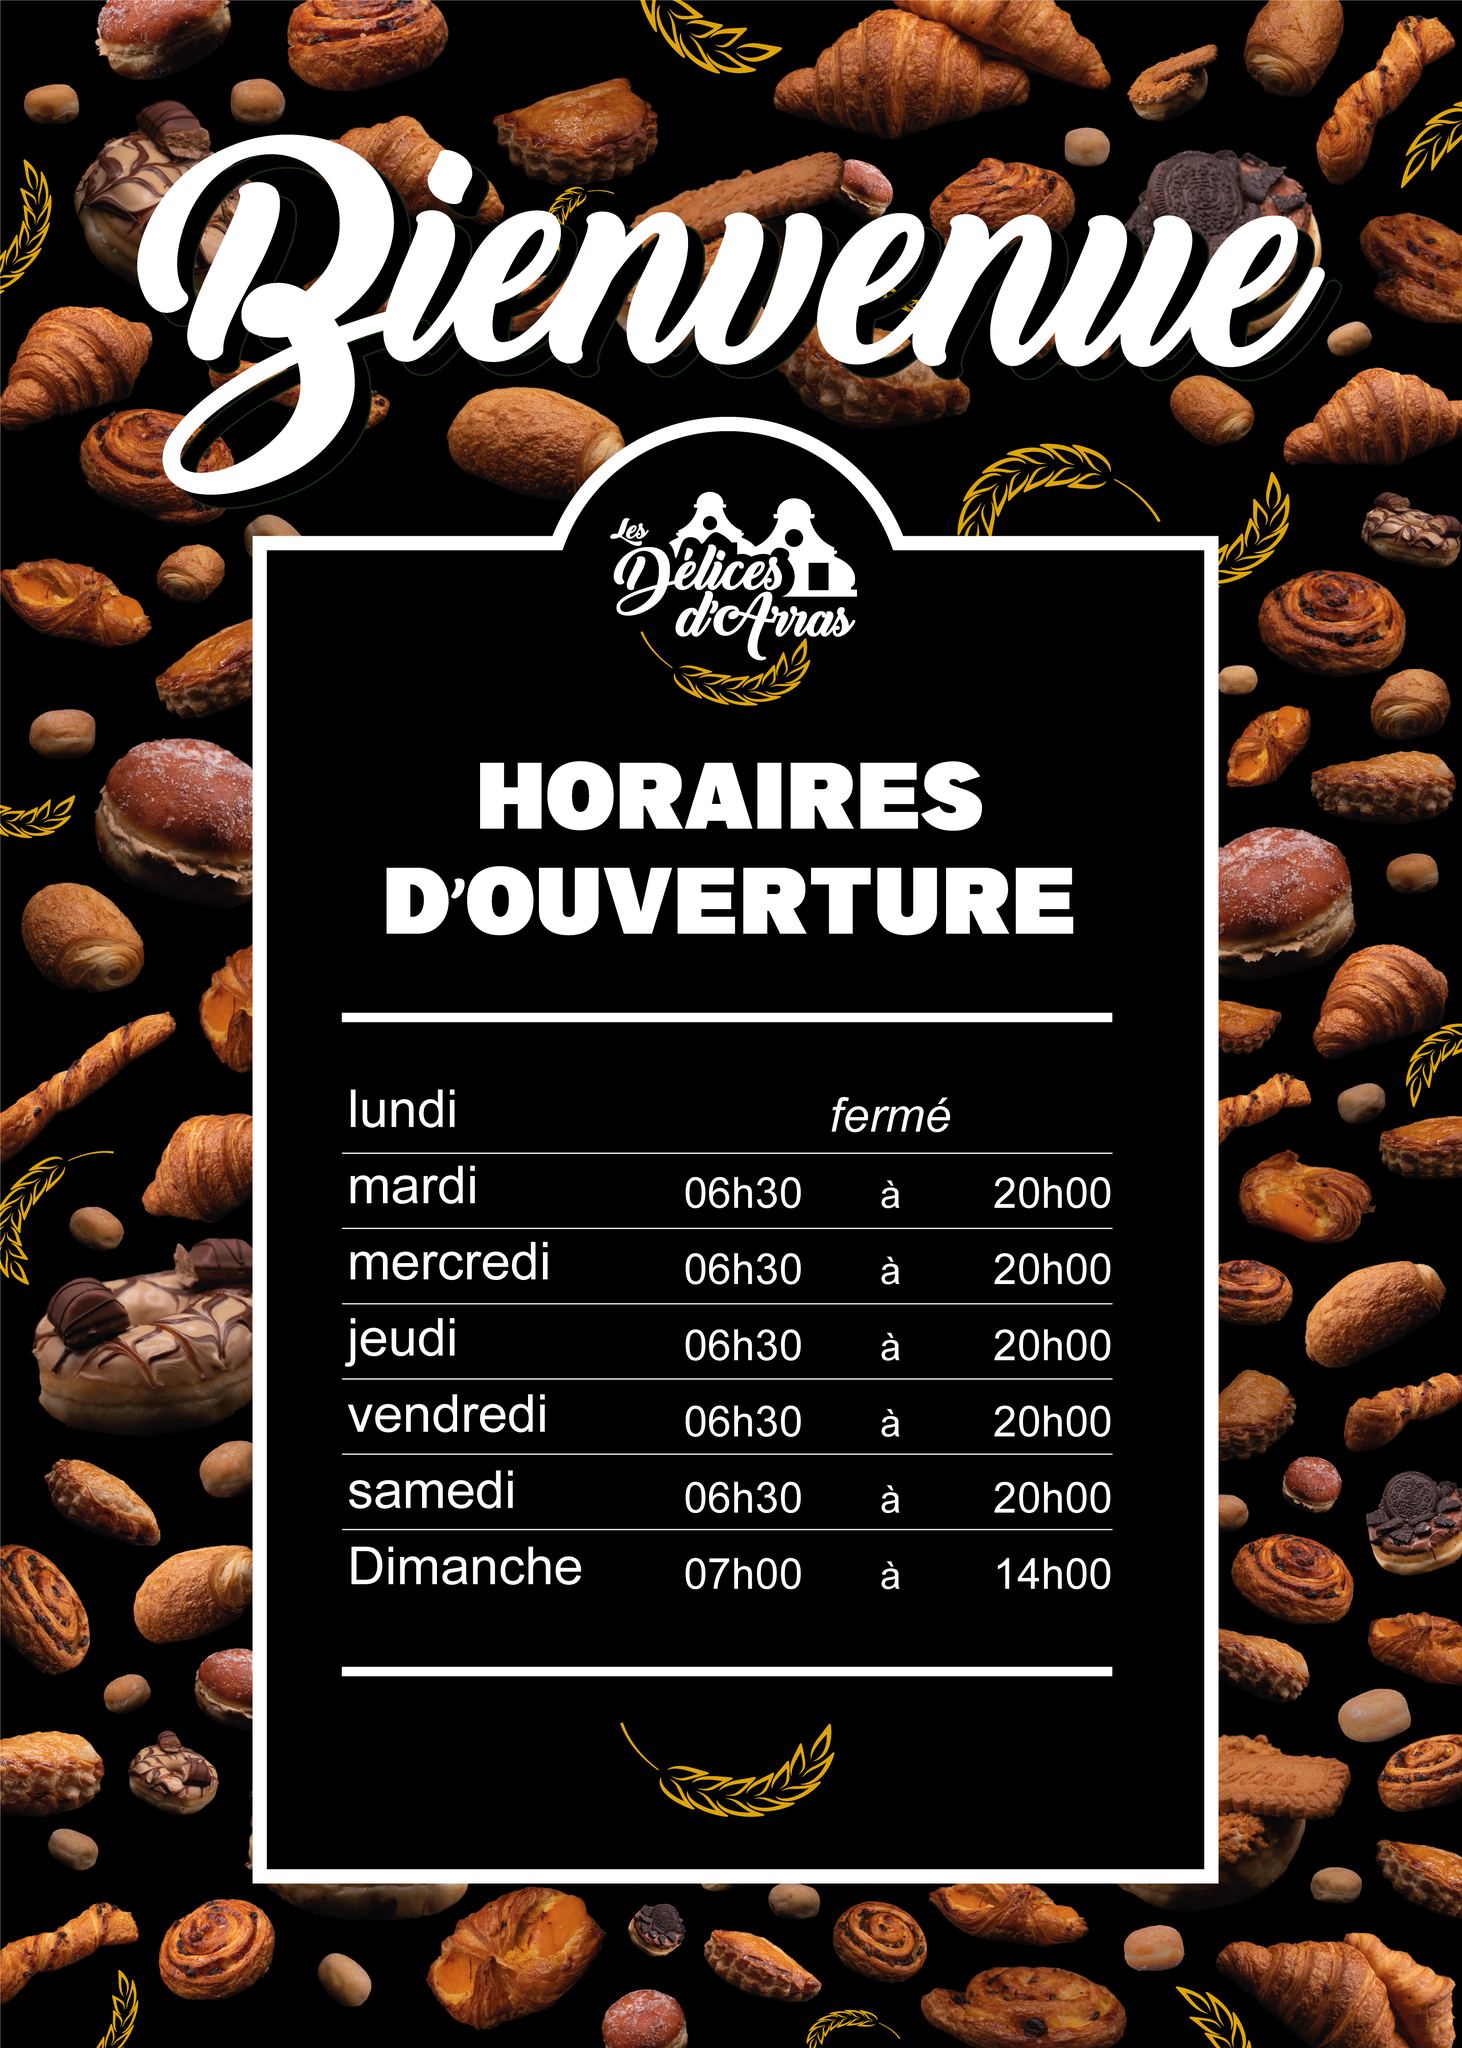 Bienvenue
Les
Délices
d'Arras
HORAIRES
D'OUVERTURE
lundi fermé
mardi 06h30 à 20h00
mercredi 06h30 à 20h00
jeudi 06h30 à 20h00
vendredi 06h30 à 20h00
samedi 06h30 à 20h00
Dimanche 07h00 à 14h00